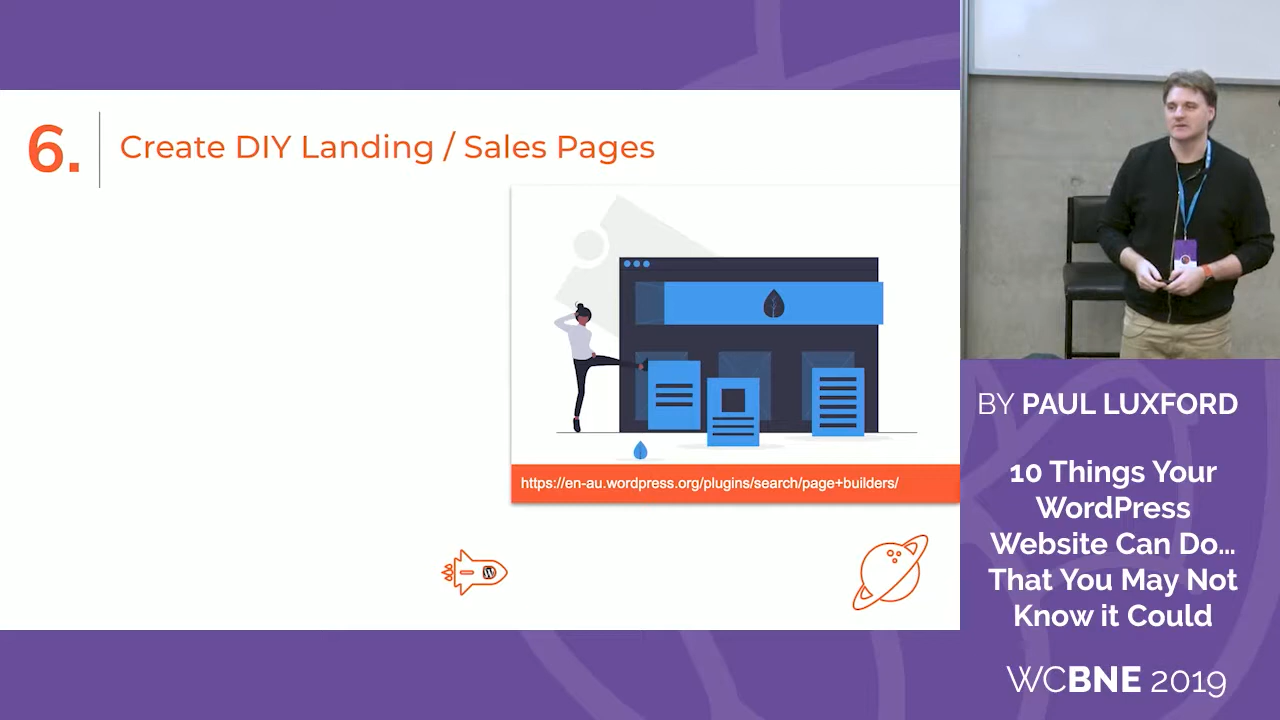 6.
Create DIY Landing / Sales Pages
https://en-au.wordpress.org/plugins/search/page+builders/
BY PAUL LUXFORD
10 Things Your
WordPress
Website Can Do...
That You May Not
Know it Could
WCBNE 2019